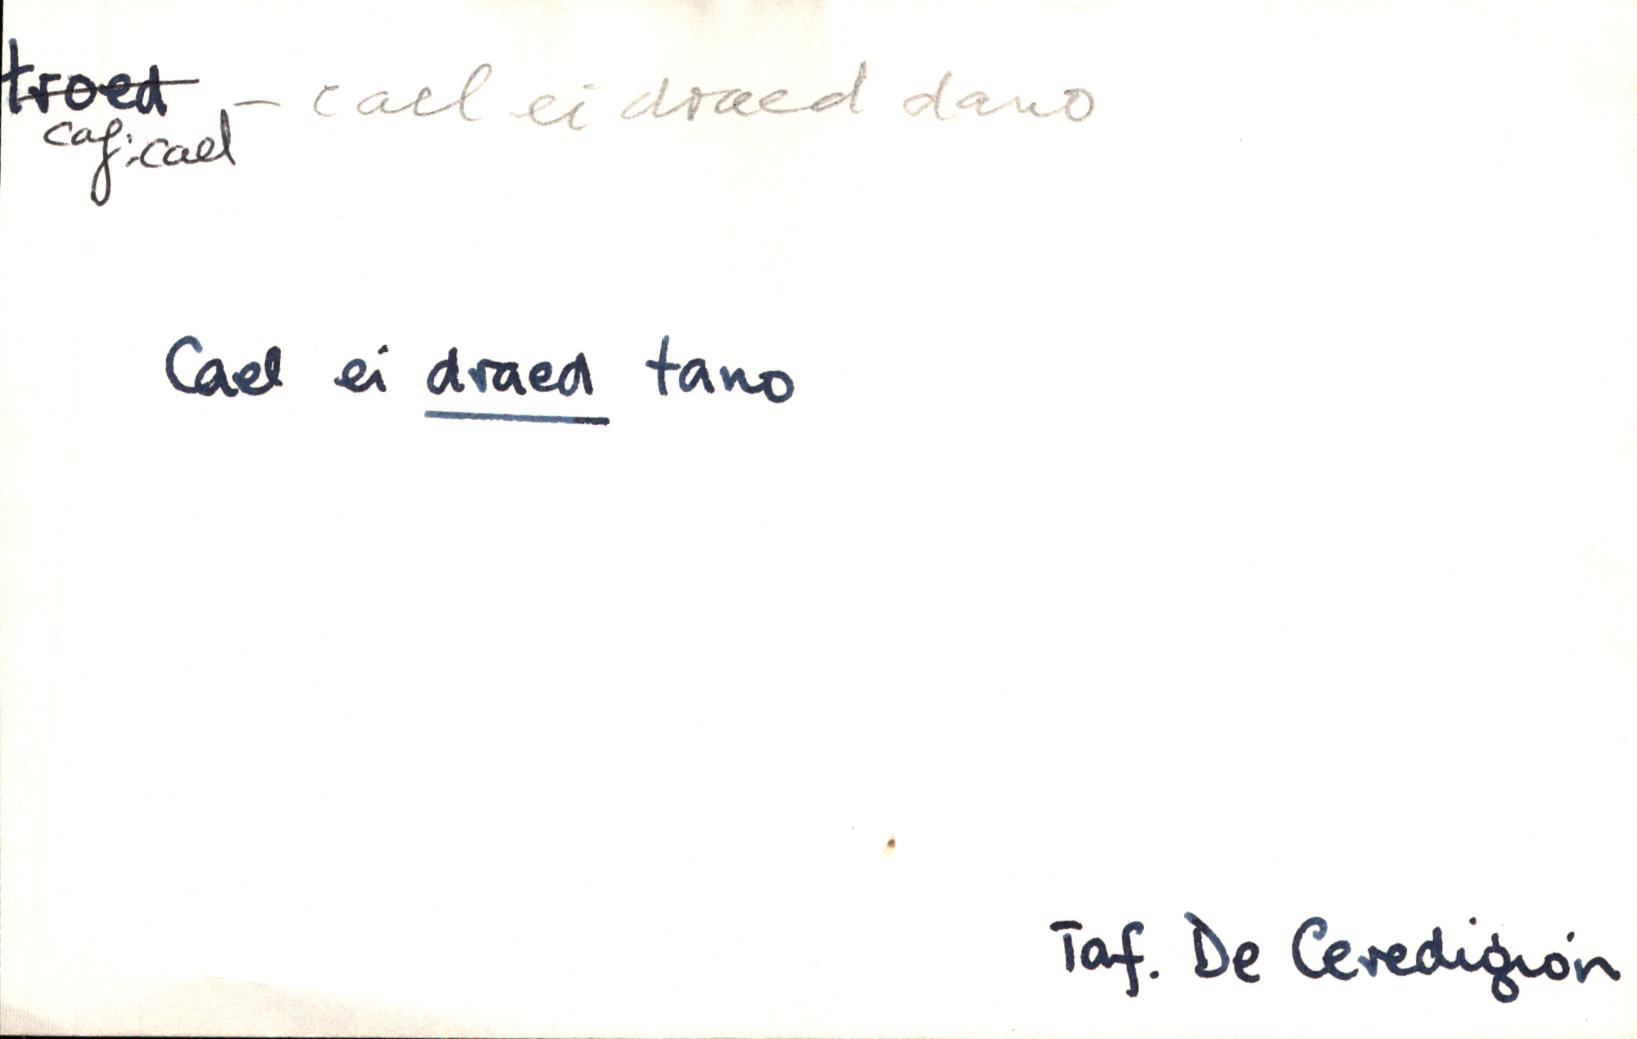 troed - cael ei draed dano
caf: cael
Cael ei draed tano
Taf. De Ceredigion